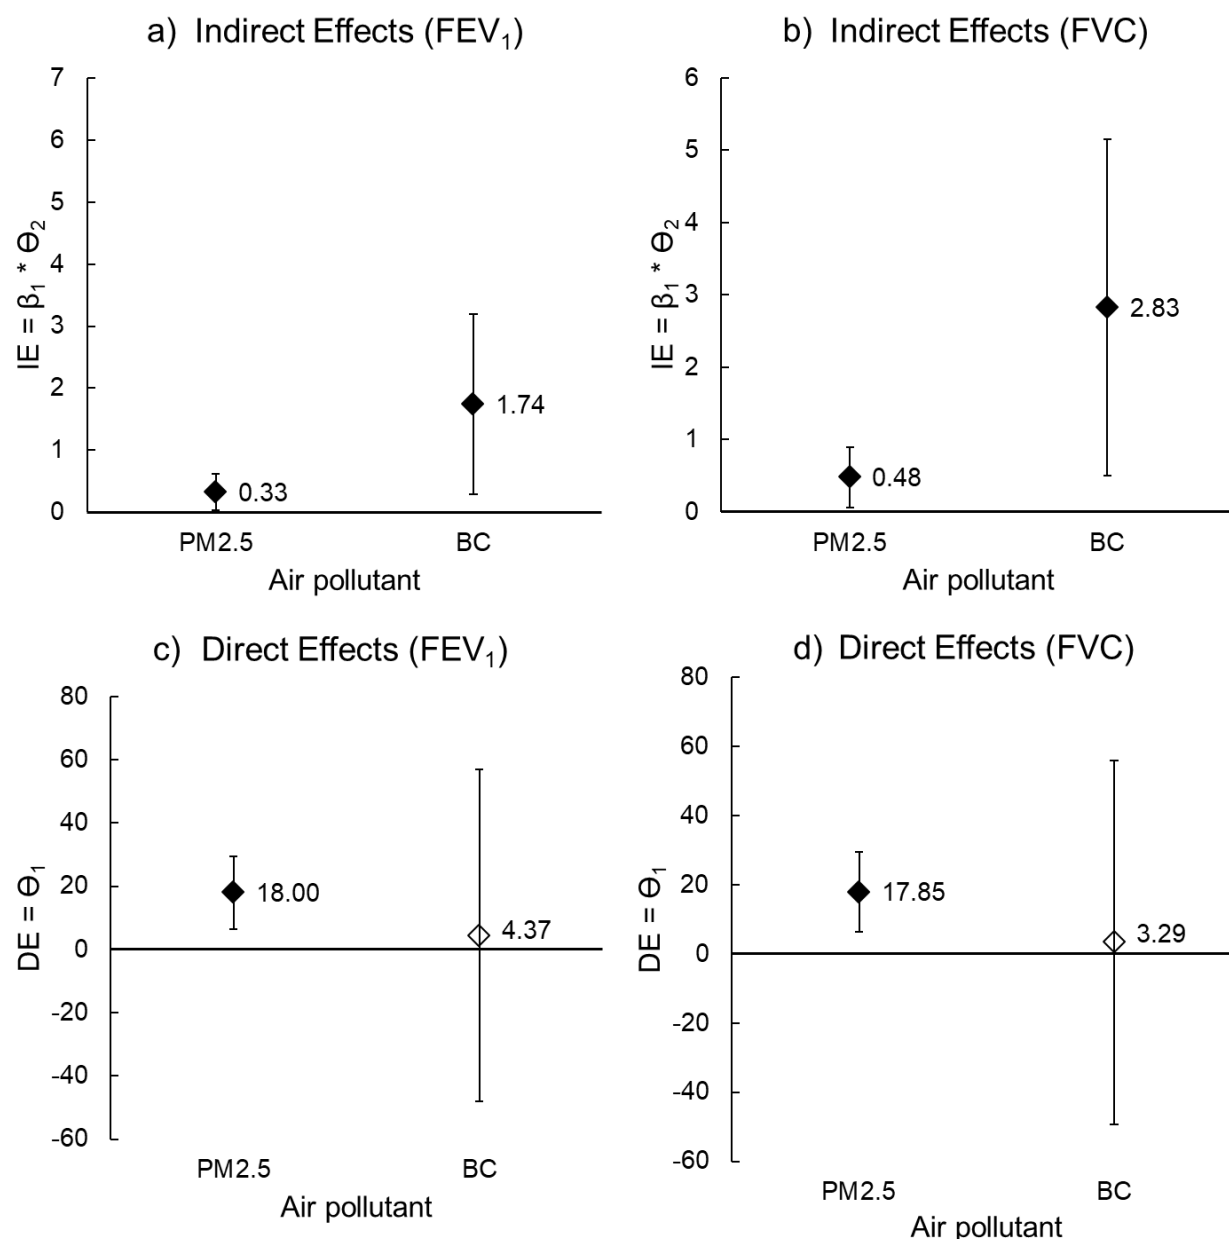 a) Indirect Effects (FEV₁)
7
6
5
4
3
2
1
0
IE = β₁ * Θ₂
0.33
1.74
PM2.5 BC
Air pollutant
b) Indirect Effects (FVC)
6
5
4
3
2
1
0
IE = β₁ * Θ₂
0.48
2.83
PM2.5 BC
Air pollutant
c) Direct Effects (FEV₁)
80
60
40
20
0
-20
-40
-60
DE = Θ₁
18.00
4.37
PM2.5 BC
Air pollutant
d) Direct Effects (FVC)
80
60
40
20
0
-20
-40
-60
DE = Θ₁
17.85
3.29
PM2.5 BC
Air pollutant